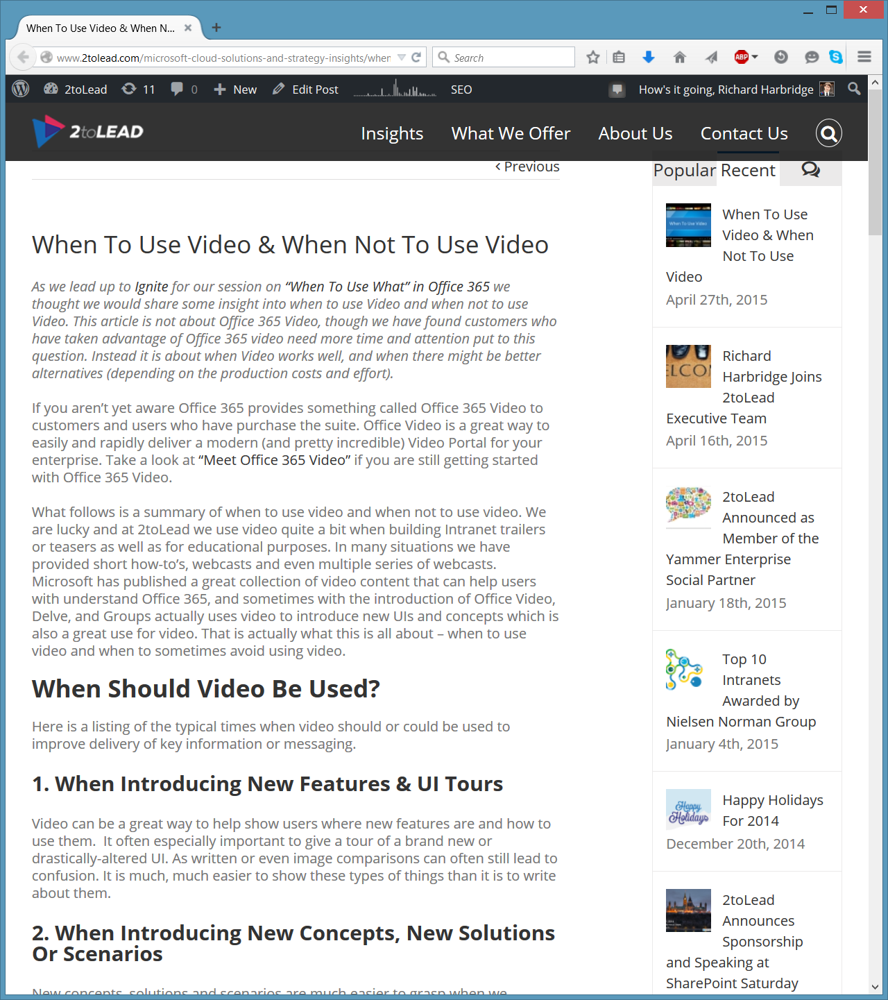 When To Use Video & When N...
www.2tolead.com/microsoft-cloud-solutions-and-strategy-insights/when
Search
ABP
2toLead
11
0
New
Edit Post
SEO
How's it going, Richard Harbridge
2toLEAD
Insights
What We Offer
About Us
Contact Us
‹ Previous
When To Use Video & When Not To Use Video
As we lead up to Ignite for our session on “When To Use What” in Office 365 we
thought we would share some insight into when to use Video and when not to use
Video. This article is not about Office 365 Video, though we have found customers who
have taken advantage of Office 365 video need more time and attention put to this
question. Instead it is about when Video works well, and when there might be better
alternatives (depending on the production costs and effort).
If you aren’t yet aware Office 365 provides something called Office 365 Video to
customers and users who have purchase the suite. Office Video is a great way to
easily and rapidly deliver a modern (and pretty incredible) Video Portal for your
enterprise. Take a look at “Meet Office 365 Video” if you are still getting started
with Office 365 Video.
What follows is a summary of when to use video and when not to use video. We
are lucky and at 2toLead we use video quite a bit when building Intranet trailers
or teasers as well as for educational purposes. In many situations we have
provided short how-to’s, webcasts and even multiple series of webcasts.
Microsoft has published a great collection of video content that can help users
with understand Office 365, and sometimes with the introduction of Office Video,
Delve, and Groups actually uses video to introduce new UIs and concepts which is
also a great use for video. That is actually what this is all about – when to use
video and when to sometimes avoid using video.
When Should Video Be Used?
Here is a listing of the typical times when video should or could be used to
improve delivery of key information or messaging.
1. When Introducing New Features & UI Tours
Video can be a great way to help show users where new features are and how to
use them.  It often especially important to give a tour of a brand new or
drastically-altered UI. As written or even image comparisons can often still lead to
confusion. It is much, much easier to show these types of things than it is to write
about them.
2. When Introducing New Concepts, New Solutions
Or Scenarios
New concepts, solutions and scenarios are much easier to grasp when we
Popular
Recent
When To Use Video
When To Use
Video & When
Not To Use
Video
April 27th, 2015
ELCO
Richard
Harbridge Joins
2toLead
Executive Team
April 16th, 2015
2toLead
Announced as
Member of the
Yammer Enterprise
Social Partner
January 18th, 2015
Top 10
Intranets
Awarded by
Nielsen Norman Group
January 4th, 2015
Happy
Holidays
Happy Holidays
For 2014
December 20th, 2014
2toLead
Announces
Sponsorship
and Speaking at
SharePoint Saturday